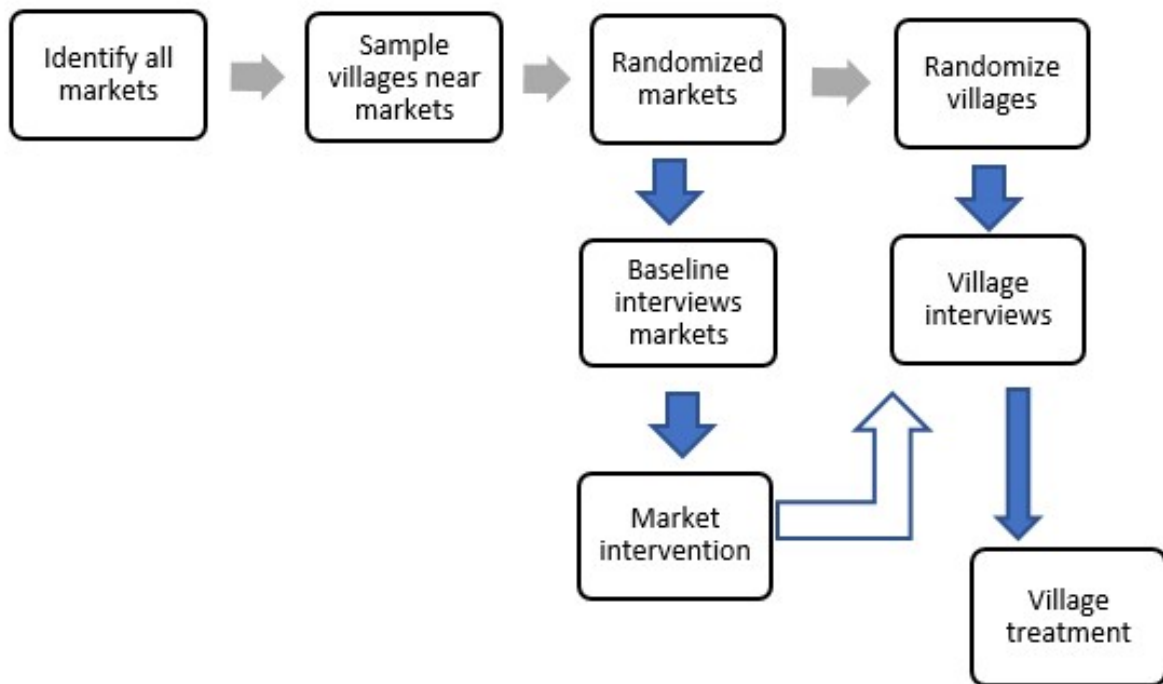 Identify all
markets
Sample
villages near
markets
Randomized
markets
Randomize
villages
Baseline
interviews
markets
Village
interviews
Market
intervention
Village
treatment